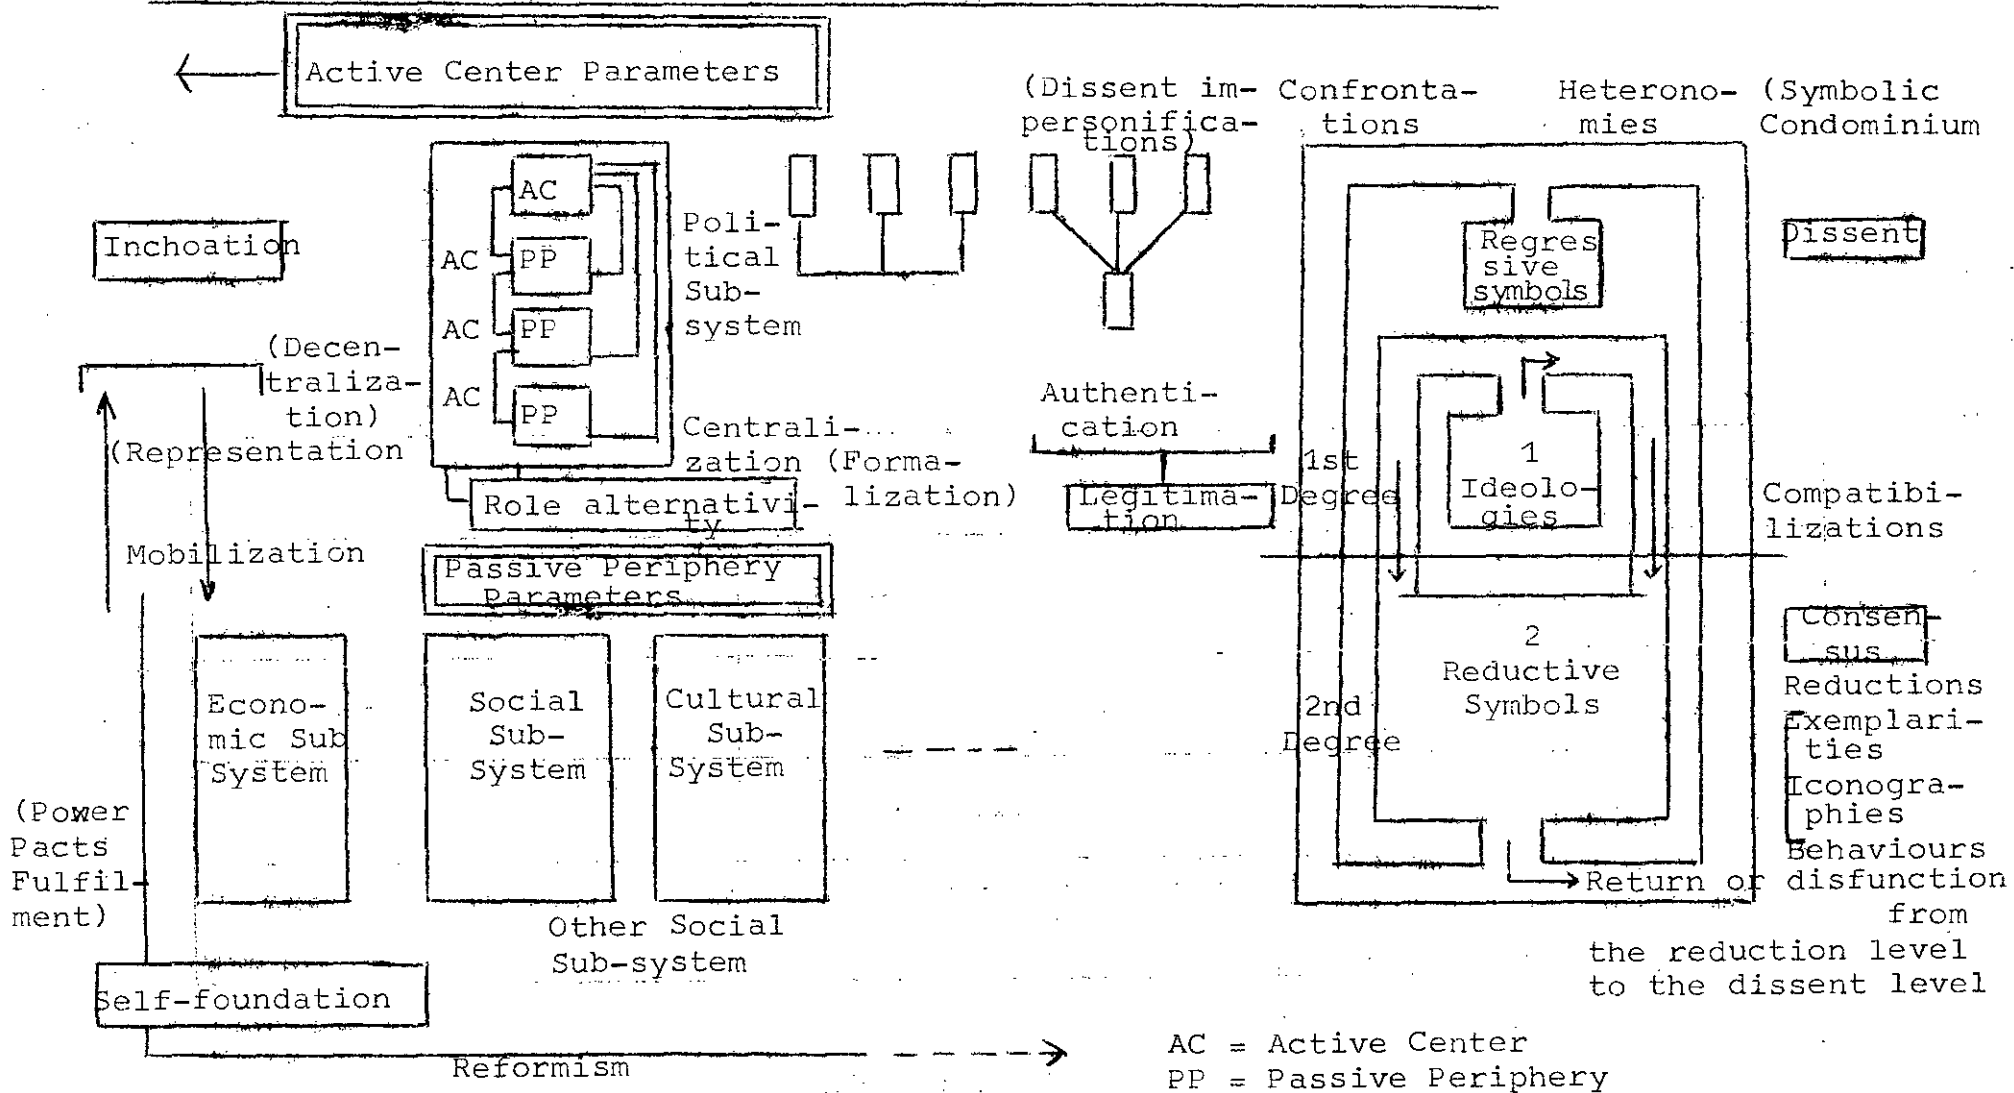 Active Center Parameters
(Dissent im-
personifica-
tions)
Confronta-
tions
Heterono-
mies
(Symbolic
Condominium
Inchoation
AC
AC
PP
AC
PP
AC
PP
Poli-
tical
Sub-
system
Regres
sive
symbols
Dissent
(Decen-
traliza-
tion)
(Representation
Mobilization
Centrali-
zation (Forma-
lization)
Role alternativi-
ty
Authenti-
cation
Legitima-
tion
1st
Degree
1
Ideolo-
gies
Compatibi-
lizations
Passive Periphery
Parameters
Econo-
mic Sub
System
Social
Sub-
System
Cultural
Sub-
System
2nd
Degree
2
Reductive
Symbols
Consen-
sus
Reductions
Exemplari-
ties
Iconogra-
phies
Behaviours
(Power
Pacts
Fulfil-
ment)
Other Social
Sub-system
Return or disfunction
from
the reduction level
to the dissent level
Self-foundation
Reformism
AC = Active Center
PP = Passive Periphery